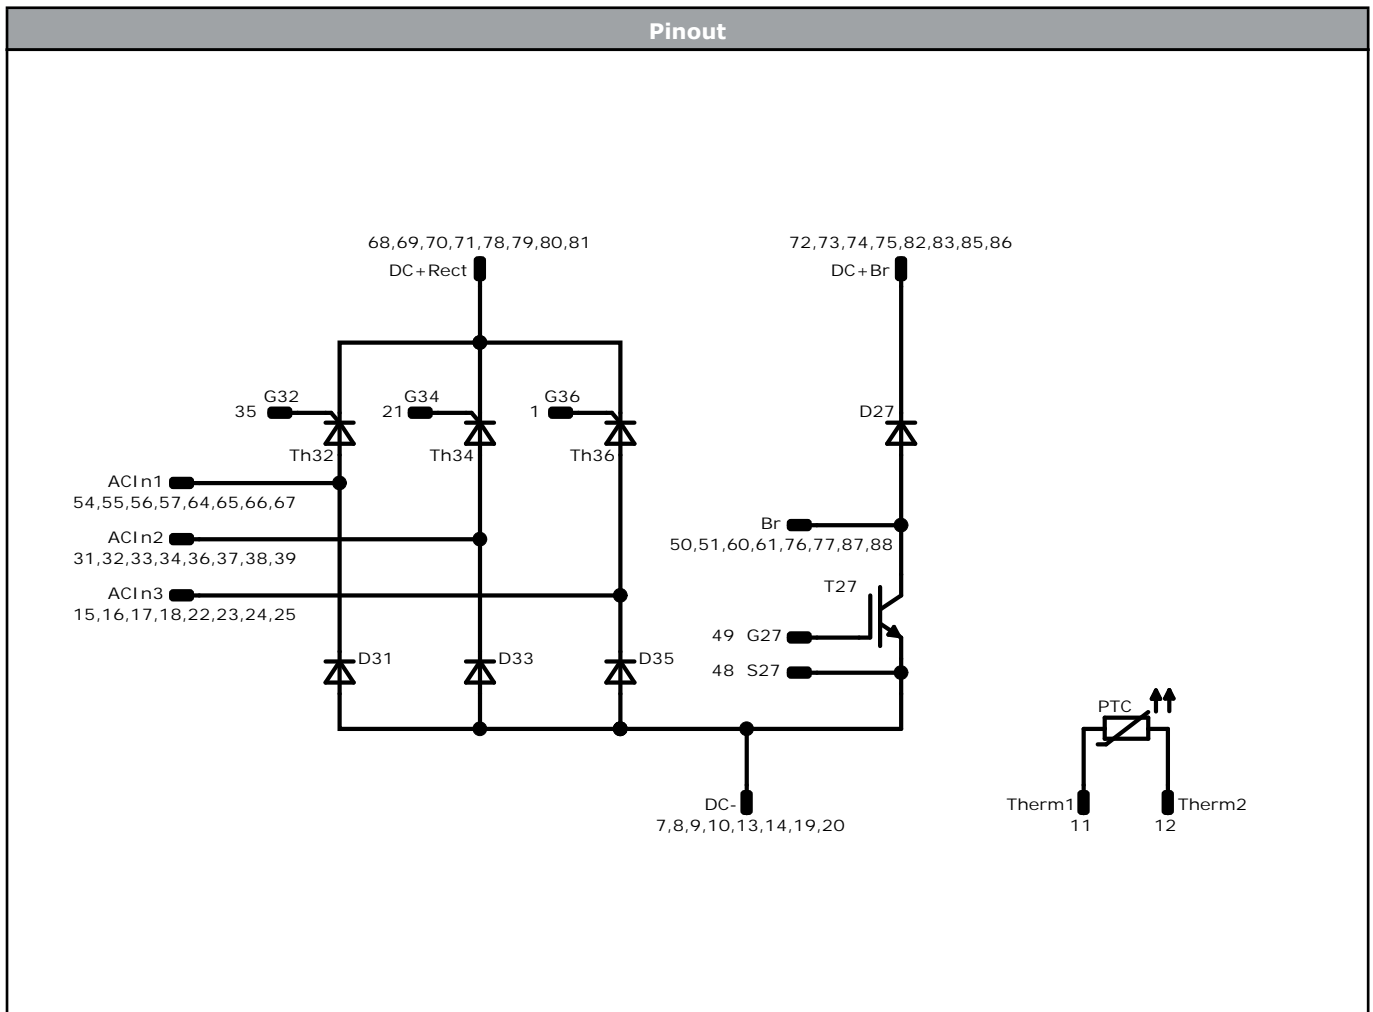 Pinout
68,69,70,71,78,79,80,81
72,73,74,75,82,83,85,86
DC+Rect
DC+Br
G32
G34
G36
35
21
1
D27
Th32
Th34
Th36
ACIn1
54,55,56,57,64,65,66,67
Br
ACIn2
50,51,60,61,76,77,87,88
31,32,33,34,36,37,38,39
T27
ACIn3
15,16,17,18,22,23,24,25
49 G27
D31
D33
D35
48 S27
PTC
DC-
Therm1
Therm2
7,8,9,10,13,14,19,20
11
12